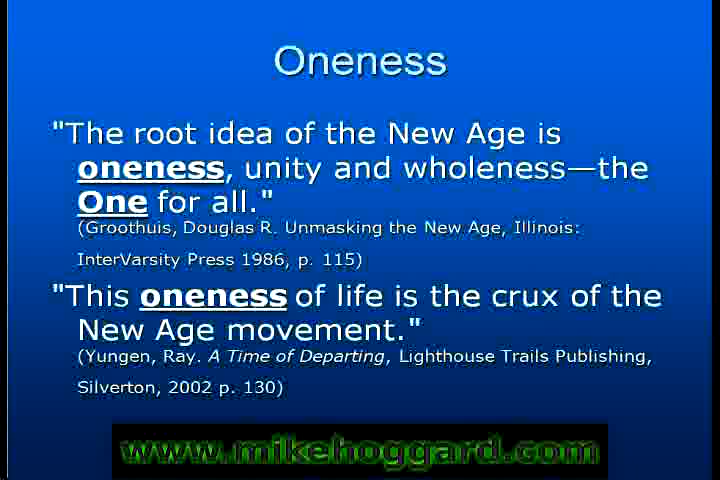 Oneness
"The root idea of the New Age is
oneness, unity and wholeness—the
One for all."
(Groothuis, Douglas R. Unmasking the New Age, Illinois:
InterVarsity Press 1986, p. 115)
"This oneness of life is the crux of the
New Age movement."
(Yungen, Ray. A Time of Departing, Lighthouse Trails Publishing,
Silverton, 2002 p. 130)
www.mikehoggard.com